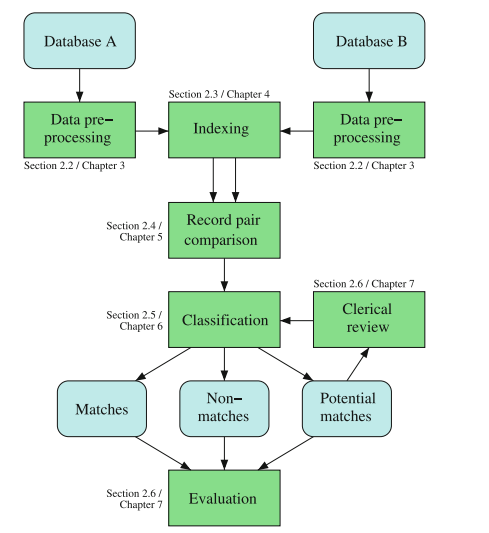 Database A
Database B
Section 2.3 / Chapter 4
Data pre–
processing
Indexing
Data pre–
processing
Section 2.2 / Chapter 3
Section 2.2 / Chapter 3
Section 2.4 /
Chapter 5
Record pair
comparison
Section 2.6 / Chapter 7
Section 2.5 /
Chapter 6
Classification
Clerical
review
Matches
Non–
matches
Potential
matches
Section 2.6 /
Chapter 7
Evaluation